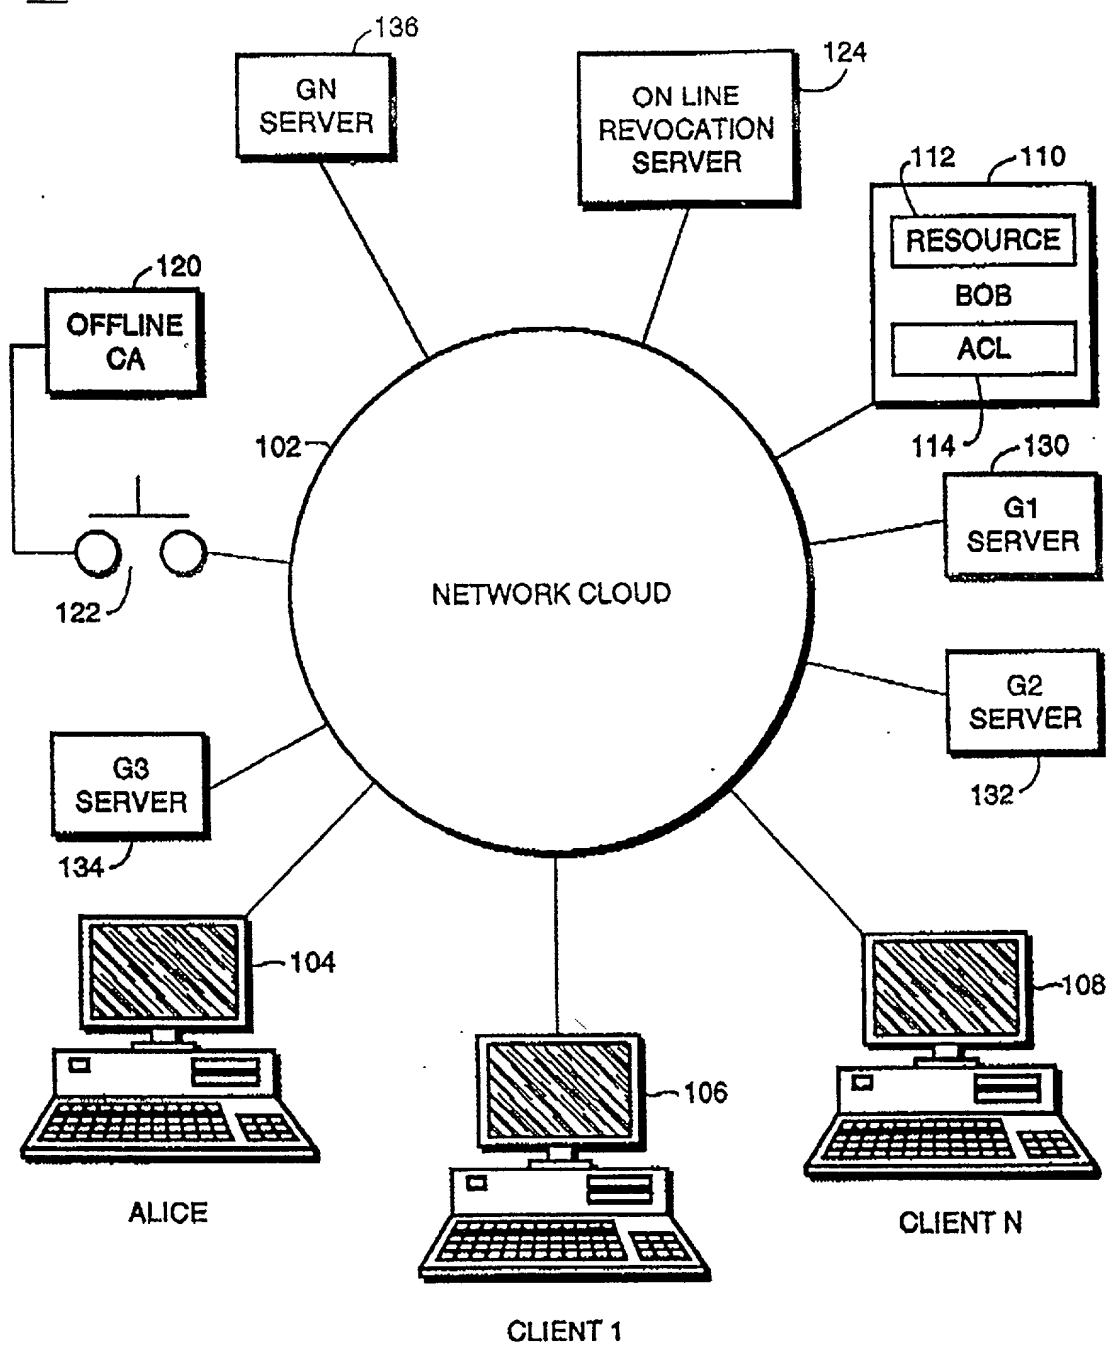 136
GN
SERVER
124
ON LINE
REVOCATION
SERVER
112
110
RESOURCE
BOB
ACL
114
120
OFFLINE
CA
102
122
130
G1
SERVER
NETWORK CLOUD
G2
SERVER
132
G3
SERVER
134
104
108
106
ALICE
CLIENT N
CLIENT 1